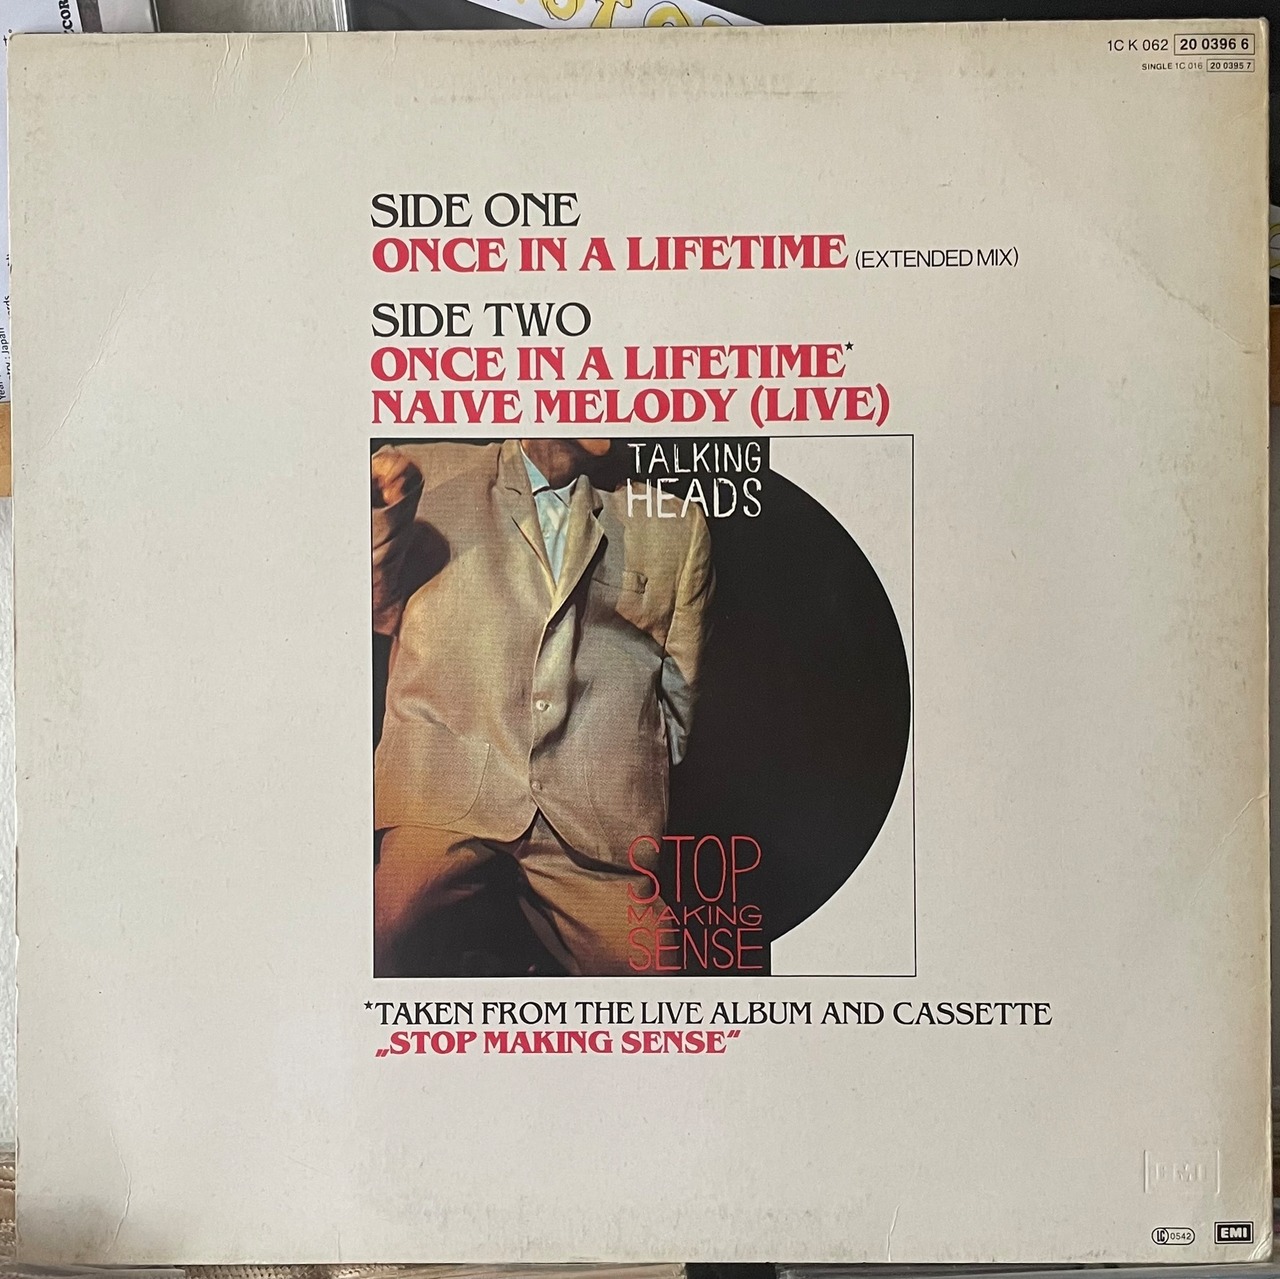 1C K 062 20 0396 6
SINGLE 1C 016 20 0395 7
SIDE ONE
ONCE IN A LIFETIME (EXTENDED MIX)
SIDE TWO
ONCE IN A LIFETIME*
NAIVE MELODY (LIVE)
TALKING
HEADS
STOP
MAKING
SENSE
*TAKEN FROM THE LIVE ALBUM AND CASSETTE
„STOP MAKING SENSE"
EMI
LC 0542 EMI